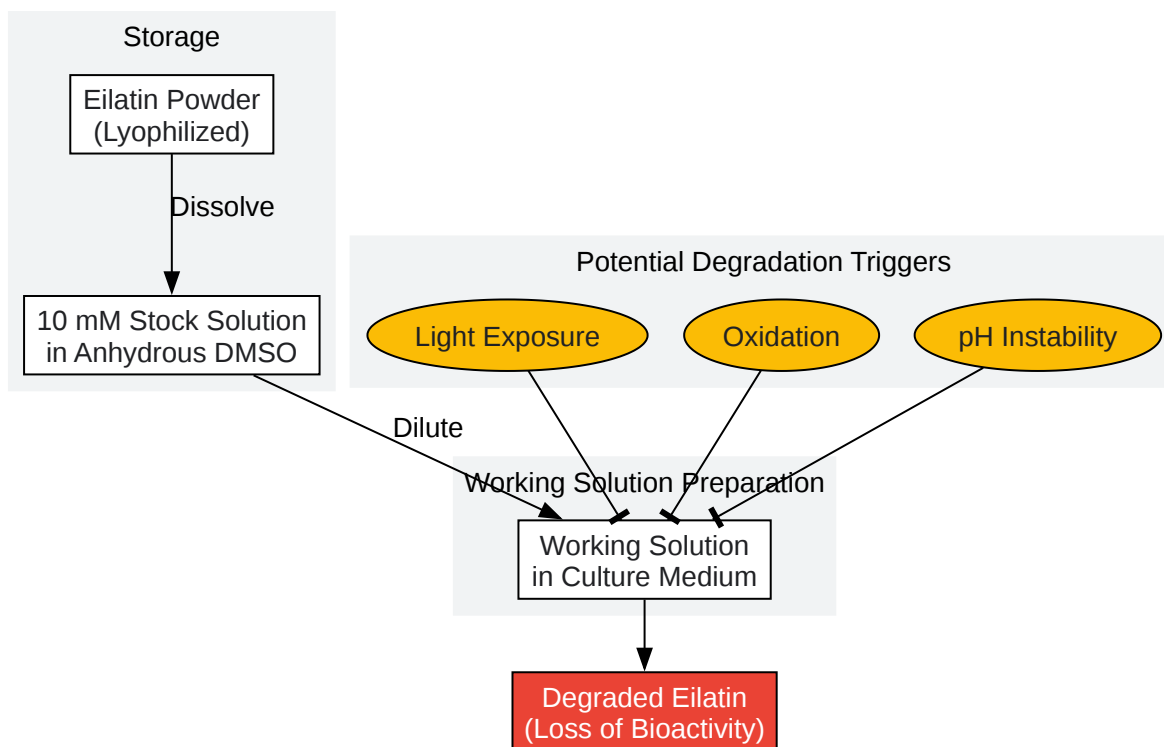 Storage
Eilatin Powder
(Lyophilized)
Dissolve
10 mM Stock Solution
in Anhydrous DMSO
Potential Degradation Triggers
Light Exposure
Oxidation
pH Instability
Dilute
Working Solution Preparation
Working Solution
in Culture Medium
Degraded Eilatin
(Loss of Bioactivity)